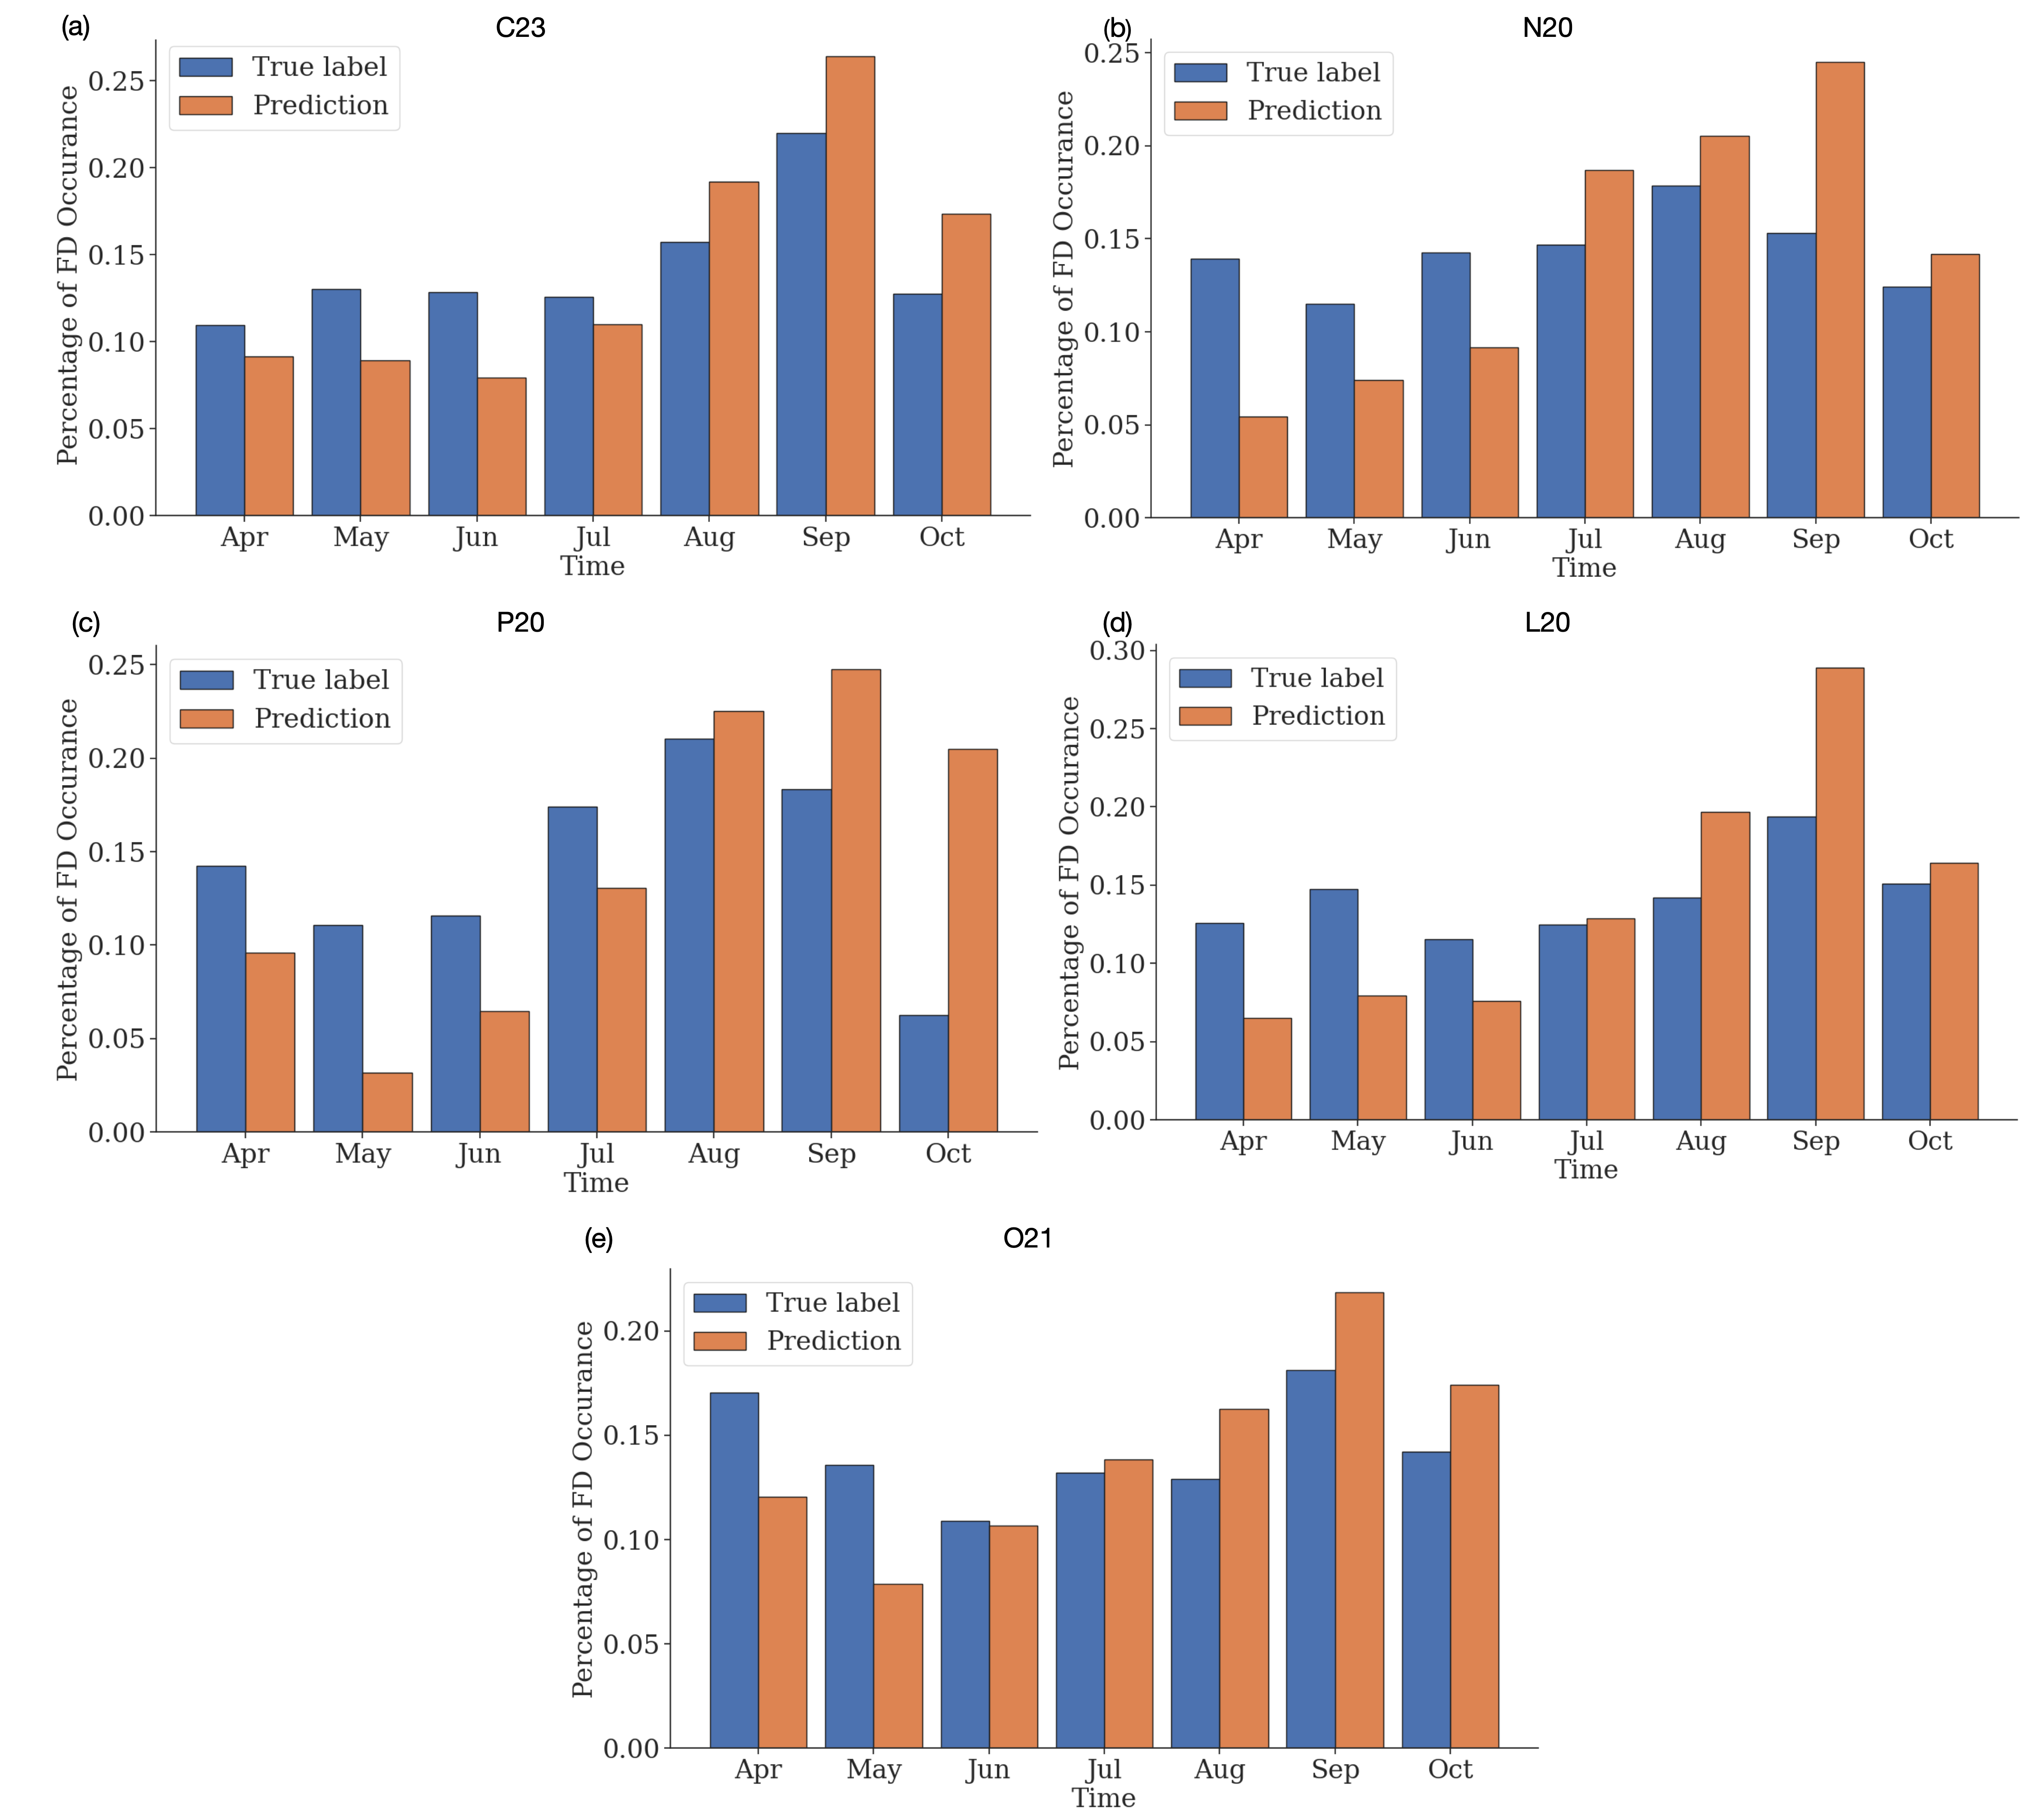 (a) C23
Percentage of FD Occurance
0.25
0.20
0.15
0.10
0.05
0.00
True label
Prediction
Apr May Jun Jul Aug Sep Oct
Time
(b) N20
Percentage of FD Occurance
0.25
0.20
0.15
0.10
0.05
0.00
True label
Prediction
Apr May Jun Jul Aug Sep Oct
Time
(c) P20
Percentage of FD Occurance
0.25
0.20
0.15
0.10
0.05
0.00
True label
Prediction
Apr May Jun Jul Aug Sep Oct
Time
(d) L20
Percentage of FD Occurance
0.30
0.25
0.20
0.15
0.10
0.05
0.00
True label
Prediction
Apr May Jun Jul Aug Sep Oct
Time
(e) O21
Percentage of FD Occurance
0.20
0.15
0.10
0.05
0.00
True label
Prediction
Apr May Jun Jul Aug Sep Oct
Time